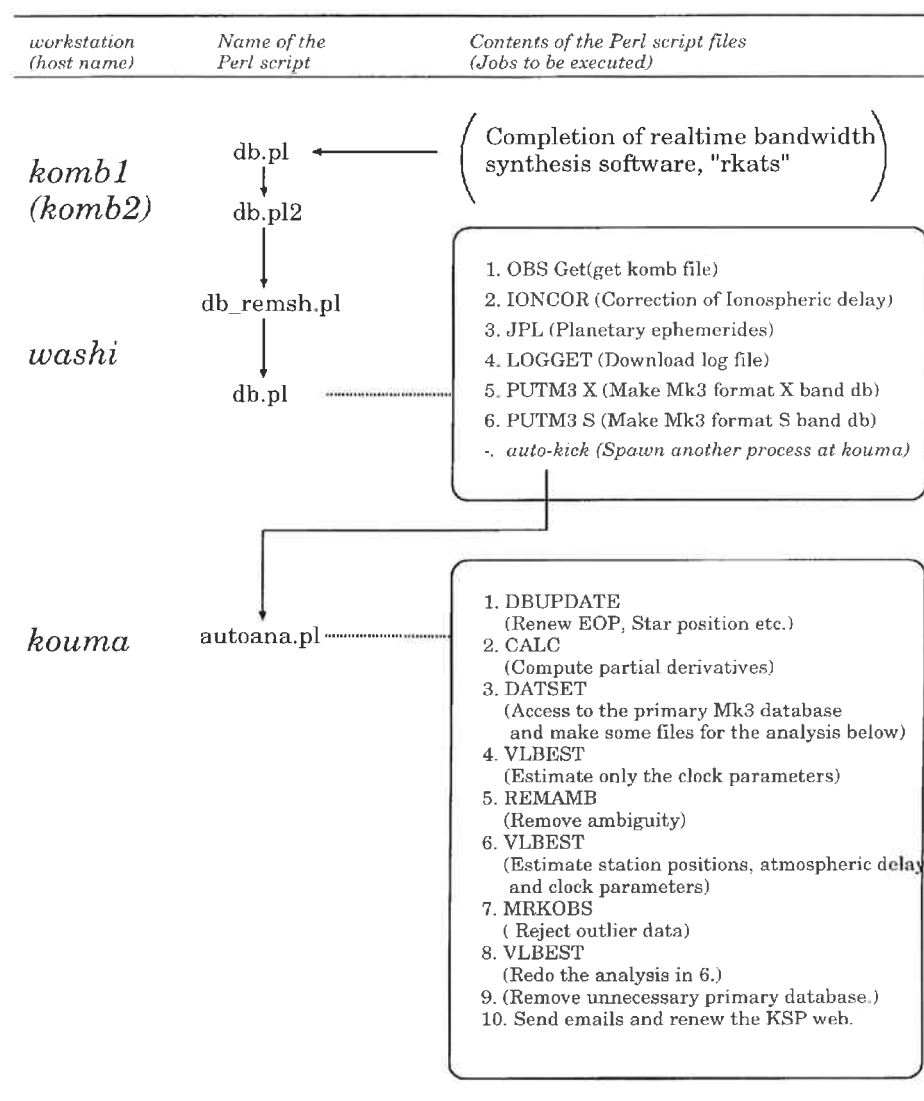 workstation
(host name)
Name of the
Perl script
Contents of the Perl script files
(Jobs to be executed)
komb1
(komb2)
db.pl
Completion of realtime bandwidth
synthesis software, "rkats"
db.pl2
db_remsh.pl
washi
db.pl
1. OBS Get(get komb file)
2. IONCOR (Correction of Ionospheric delay)
3. JPL (Planetary ephemerides)
4. LOGGET (Download log file)
5. PUTM3 X (Make Mk3 format X band db)
6. PUTM3 S (Make Mk3 format S band db)
-. auto-kick (Spawn another process at kouma)
kouma
autoana.pl
1. DBUPDATE
(Renew EOP, Star position etc.)
2. CALC
(Compute partial derivatives)
3. DATSET
(Access to the primary Mk3 database
and make some files for the analysis below)
4. VLBEST
(Estimate only the clock parameters)
5. REMAMB
(Remove ambiguity)
6. VLBEST
(Estimate station positions, atmospheric delay
and clock parameters)
7. MRKOBS
( Reject outlier data)
8. VLBEST
(Redo the analysis in 6.)
9. (Remove unnecessary primary database.)
10. Send emails and renew the KSP web.